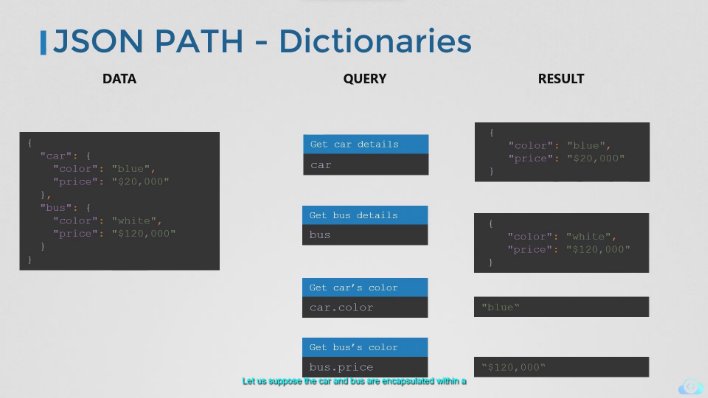 JSON PATH - Dictionaries
DATA
QUERY
RESULT
{
"car": {
"color": "blue",
"price": "$20,000"
},
"bus": {
"color": "white",
"price": "$120,000"
}
}
Get car details
car
{
"color": "blue",
"price": "$20,000"
}
Get bus details
bus
{
"color": "white",
"price": "$120,000"
}
Get car's color
car.color
"blue"
Get bus's color
bus.price
"$120,000"
Let us suppose the car and bus are encapsulated within a